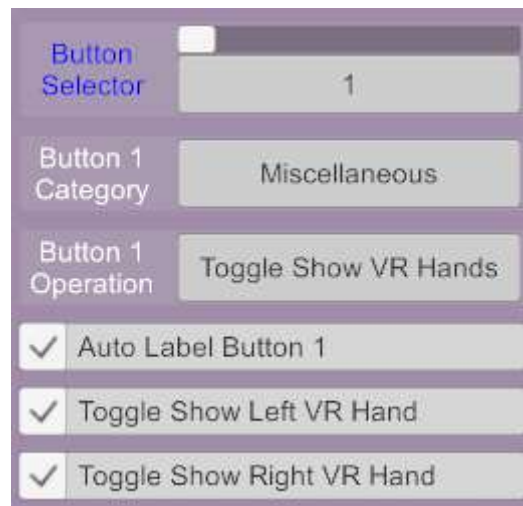 Button
Selector
1
Button 1
Category
Miscellaneous
Button 1
Operation
Toggle Show VR Hands
Auto Label Button 1
Toggle Show Left VR Hand
Toggle Show Right VR Hand